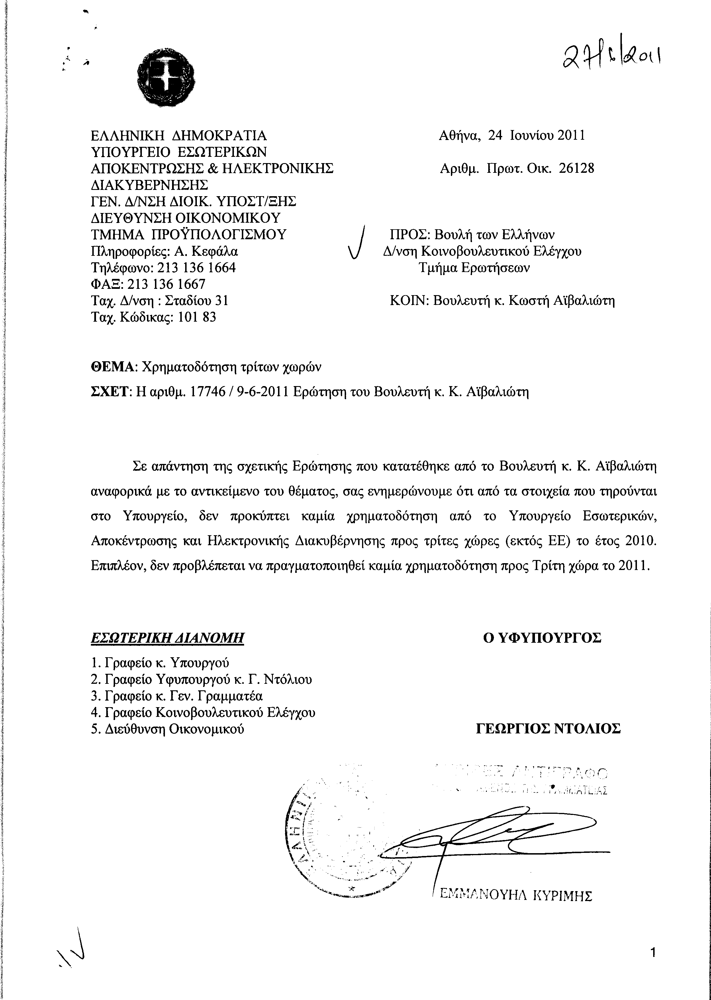 27/6/2011
ΕΛΛΗΝΙΚΗ ΔΗΜΟΚΡΑΤΙΑ
ΥΠΟΥΡΓΕΙΟ ΕΣΩΤΕΡΙΚΩΝ
ΑΠΟΚΕΝΤΡΩΣΗΣ & ΗΛΕΚΤΡΟΝΙΚΗΣ
ΔΙΑΚΥΒΕΡΝΗΣΗΣ
ΓΕΝ. Δ/ΝΣΗ ΔΙΟΙΚ. ΥΠΟΣΤ/ΞΗΣ
ΔΙΕΥΘΥΝΣΗ ΟΙΚΟΝΟΜΙΚΟΥ
ΤΜΗΜΑ ΠΡΟΫΠΟΛΟΓΙΣΜΟΥ
Πληροφορίες: Α. Κεφάλα
Τηλέφωνο: 213 136 1664
ΦΑΞ: 213 136 1667
Ταχ. Δ/νση : Σταδίου 31
Ταχ. Κώδικας: 101 83
Αθήνα, 24 Ιουνίου 2011
Αριθμ. Πρωτ. Οικ. 26128
ΠΡΟΣ: Βουλή των Ελλήνων
Δ/νση Κοινοβουλευτικού Ελέγχου
Τμήμα Ερωτήσεων
ΚΟΙΝ: Βουλευτή κ. Κωστή Αϊβαλιώτη
ΘΕΜΑ: Χρηματοδότηση τρίτων χωρών
ΣΧΕΤ: Η αριθμ. 17746 / 9-6-2011 Ερώτηση του Βουλευτή κ. Κ. Αϊβαλιώτη
Σε απάντηση της σχετικής Ερώτησης που κατατέθηκε από το Βουλευτή κ. Κ. Αϊβαλιώτη
αναφορικά με το αντικείμενο του θέματος, σας ενημερώνουμε ότι από τα στοιχεία που τηρούνται
στο Υπουργείο, δεν προκύπτει καμία χρηματοδότηση από το Υπουργείο Εσωτερικών,
Αποκέντρωσης και Ηλεκτρονικής Διακυβέρνησης προς τρίτες χώρες (εκτός ΕΕ) το έτος 2010.
Επιπλέον, δεν προβλέπεται να πραγματοποιηθεί καμία χρηματοδότηση προς Τρίτη χώρα το 2011.
ΕΣΩΤΕΡΙΚΗ ΔΙΑΝΟΜΗ
1. Γραφείο κ. Υπουργού
2. Γραφείο Υφυπουργού κ. Γ. Ντόλιου
3. Γραφείο κ. Γεν. Γραμματέα
4. Γραφείο Κοινοβουλευτικού Ελέγχου
5. Διεύθυνση Οικονομικού
Ο ΥΦΥΠΟΥΡΓΟΣ
ΓΕΩΡΓΙΟΣ ΝΤΟΛΙΟΣ
ΑΝΤΙΓΡΑΦΟ
ΕΜΜΑΝΟΥΗΛ ΚΥΡΙΜΗΣ
1